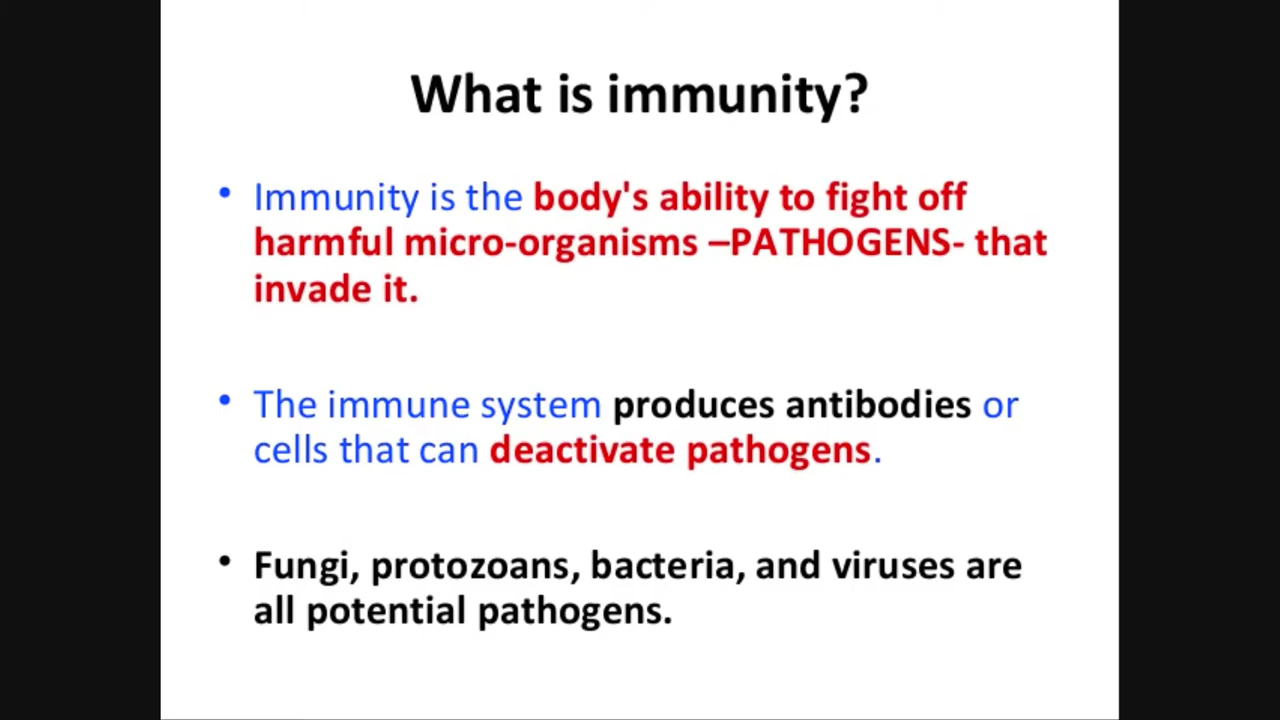 What is immunity?
• Immunity is the body's ability to fight off
harmful micro-organisms –PATHOGENS- that
invade it.
• The immune system produces antibodies or
cells that can deactivate pathogens.
• Fungi, protozoans, bacteria, and viruses are
all potential pathogens.